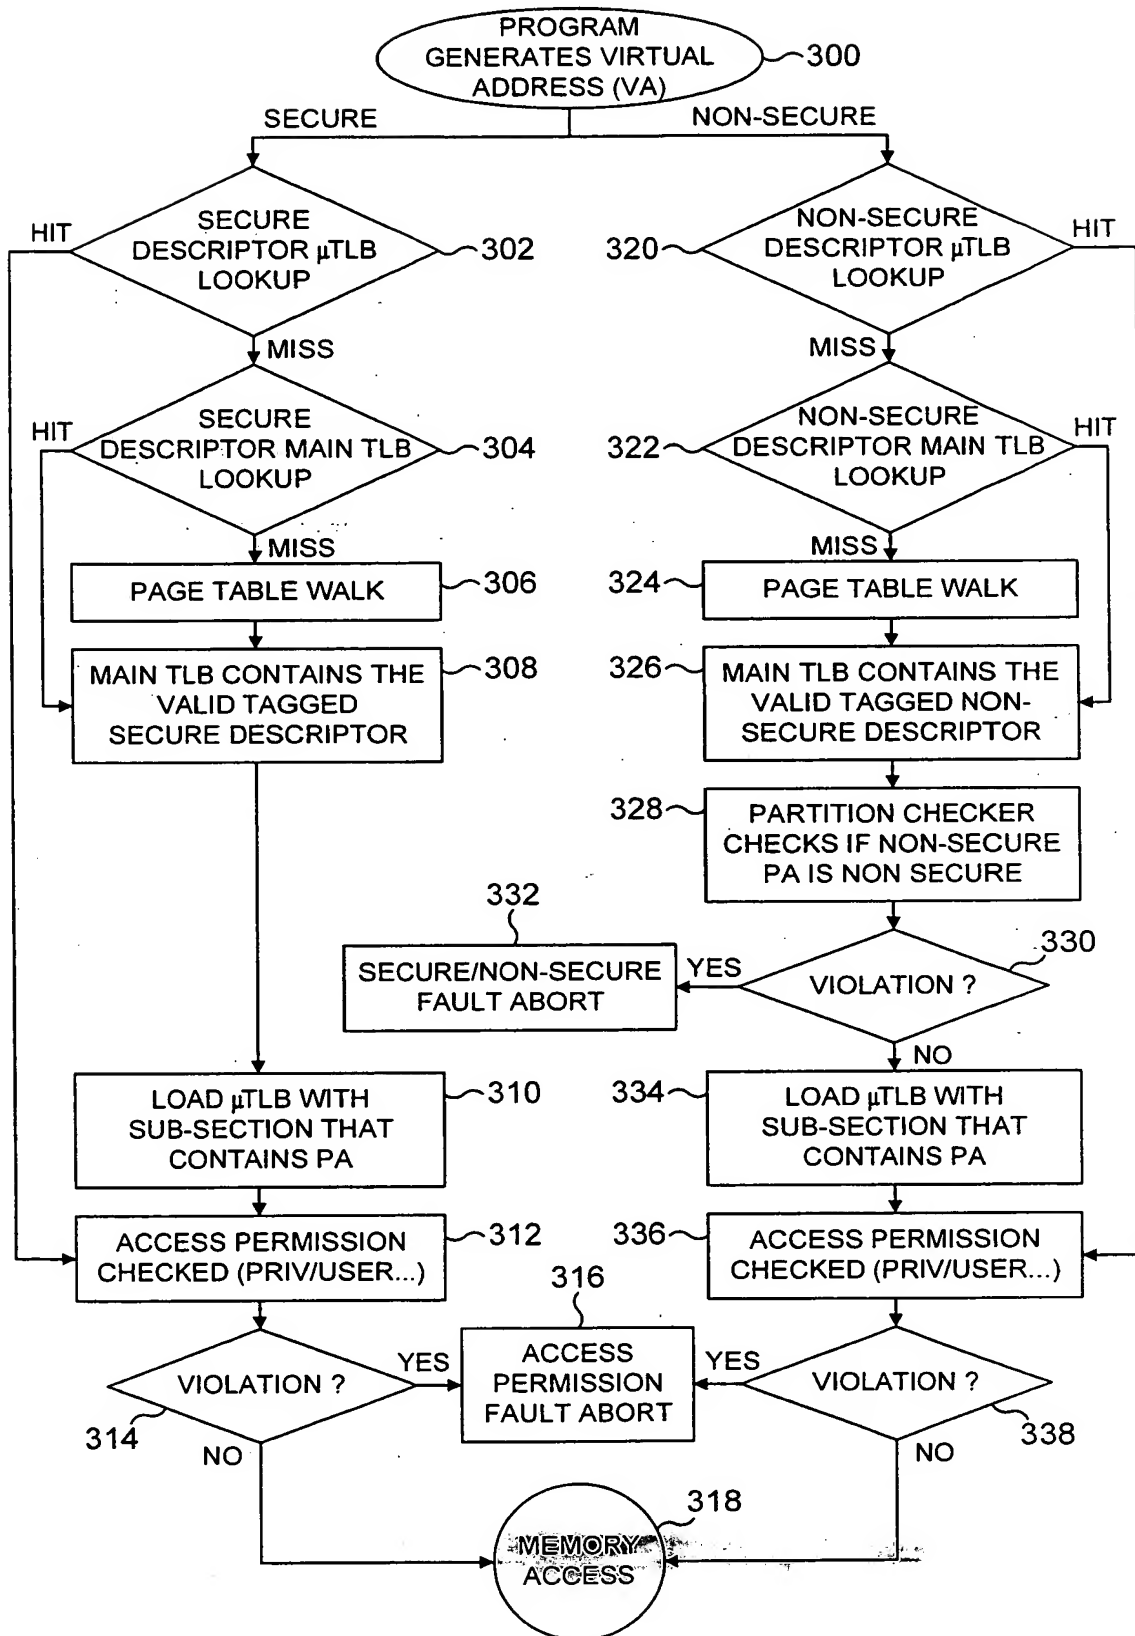 PROGRAM
GENERATES VIRTUAL
ADDRESS (VA)
300
SECURE
NON-SECURE
HIT
SECURE
DESCRIPTOR µTLB
LOOKUP
302
320
NON-SECURE
DESCRIPTOR µTLB
LOOKUP
HIT
MISS
MISS
HIT
SECURE
DESCRIPTOR MAIN TLB
LOOKUP
304
322
NON-SECURE
DESCRIPTOR MAIN TLB
LOOKUP
HIT
MISS
MISS
PAGE TABLE WALK
306
324
PAGE TABLE WALK
MAIN TLB CONTAINS THE
VALID TAGGED
SECURE DESCRIPTOR
308
326
MAIN TLB CONTAINS THE
VALID TAGGED NON-
SECURE DESCRIPTOR
328
PARTITION CHECKER
CHECKS IF NON-SECURE
PA IS NON SECURE
332
SECURE/NON-SECURE
FAULT ABORT
YES
VIOLATION ?
330
NO
LOAD µTLB WITH
SUB-SECTION THAT
CONTAINS PA
310
334
LOAD µTLB WITH
SUB-SECTION THAT
CONTAINS PA
ACCESS PERMISSION
CHECKED (PRIV/USER...)
312
336
ACCESS PERMISSION
CHECKED (PRIV/USER...)
316
VIOLATION ?
YES
ACCESS
PERMISSION
FAULT ABORT
YES
VIOLATION ?
314
338
NO
NO
318
MEMORY
ACCESS